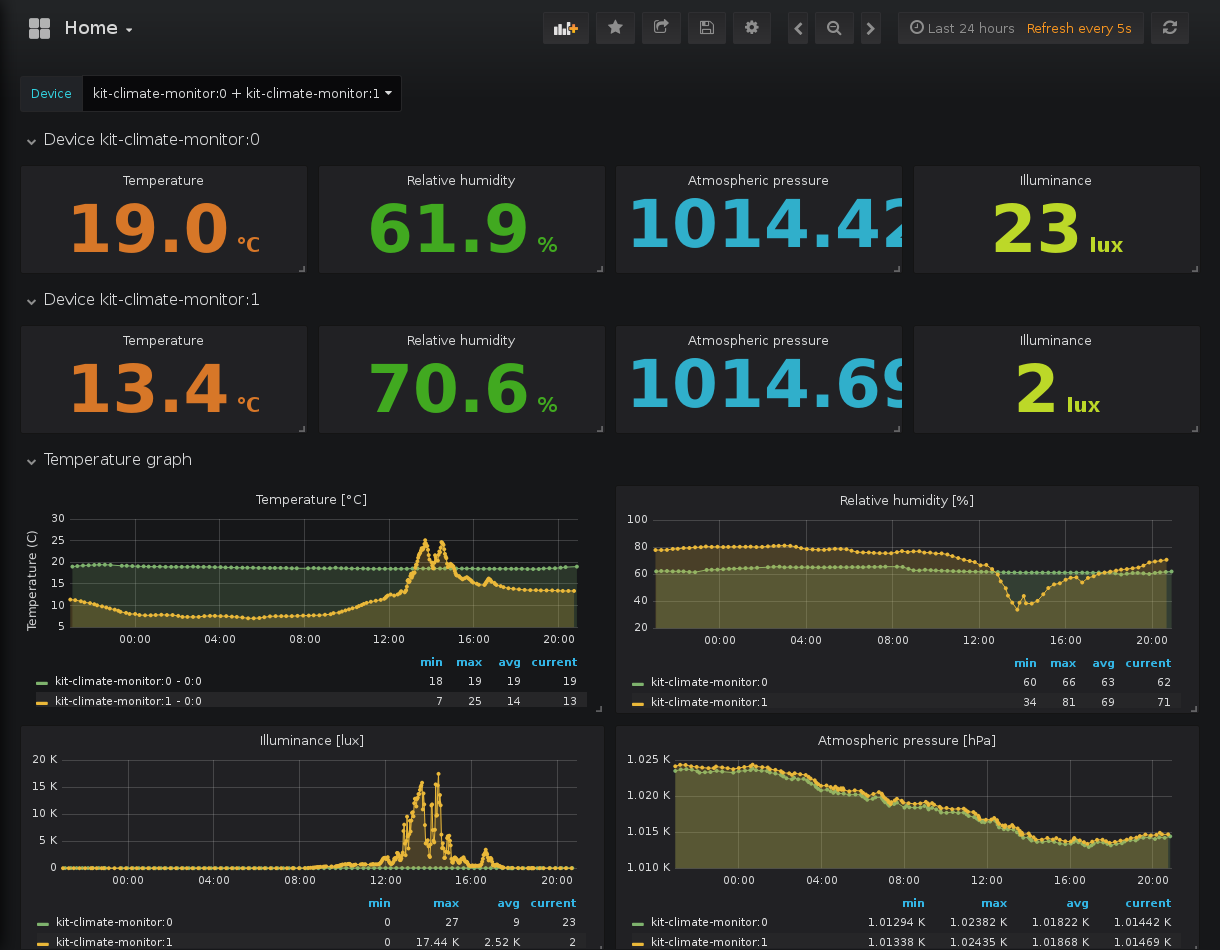 Home
Last 24 hours Refresh every 5s
Device kit-climate-monitor:0 + kit-climate-monitor:1
Device kit-climate-monitor:0
Temperature Relative humidity Atmospheric pressure Illuminance
19.0 °C 61.9 % 1014.42 23 lux
Device kit-climate-monitor:1
Temperature Relative humidity Atmospheric pressure Illuminance
13.4 °C 70.6 % 1014.69 2 lux
Temperature graph
Temperature [°C]
Temperature (C)
30
25
20
15
10
5
00:00 04:00 08:00 12:00 16:00 20:00
min max avg current
kit-climate-monitor:0 - 0:0 18 19 19 19
kit-climate-monitor:1 - 0:0 7 25 14 13
Relative humidity [%]
100
80
60
40
20
00:00 04:00 08:00 12:00 16:00 20:00
min max avg current
kit-climate-monitor:0 60 66 63 62
kit-climate-monitor:1 34 81 69 71
Illuminance [lux]
20 K
15 K
10 K
5 K
0
00:00 04:00 08:00 12:00 16:00 20:00
min max avg current
kit-climate-monitor:0 0 27 9 23
kit-climate-monitor:1 0 17.44 K 2.52 K 2
Atmospheric pressure [hPa]
1.025 K
1.020 K
1.015 K
1.010 K
00:00 04:00 08:00 12:00 16:00 20:00
min max avg current
kit-climate-monitor:0 1.01294 K 1.02382 K 1.01822 K 1.01442 K
kit-climate-monitor:1 1.01338 K 1.02435 K 1.01868 K 1.01469 K